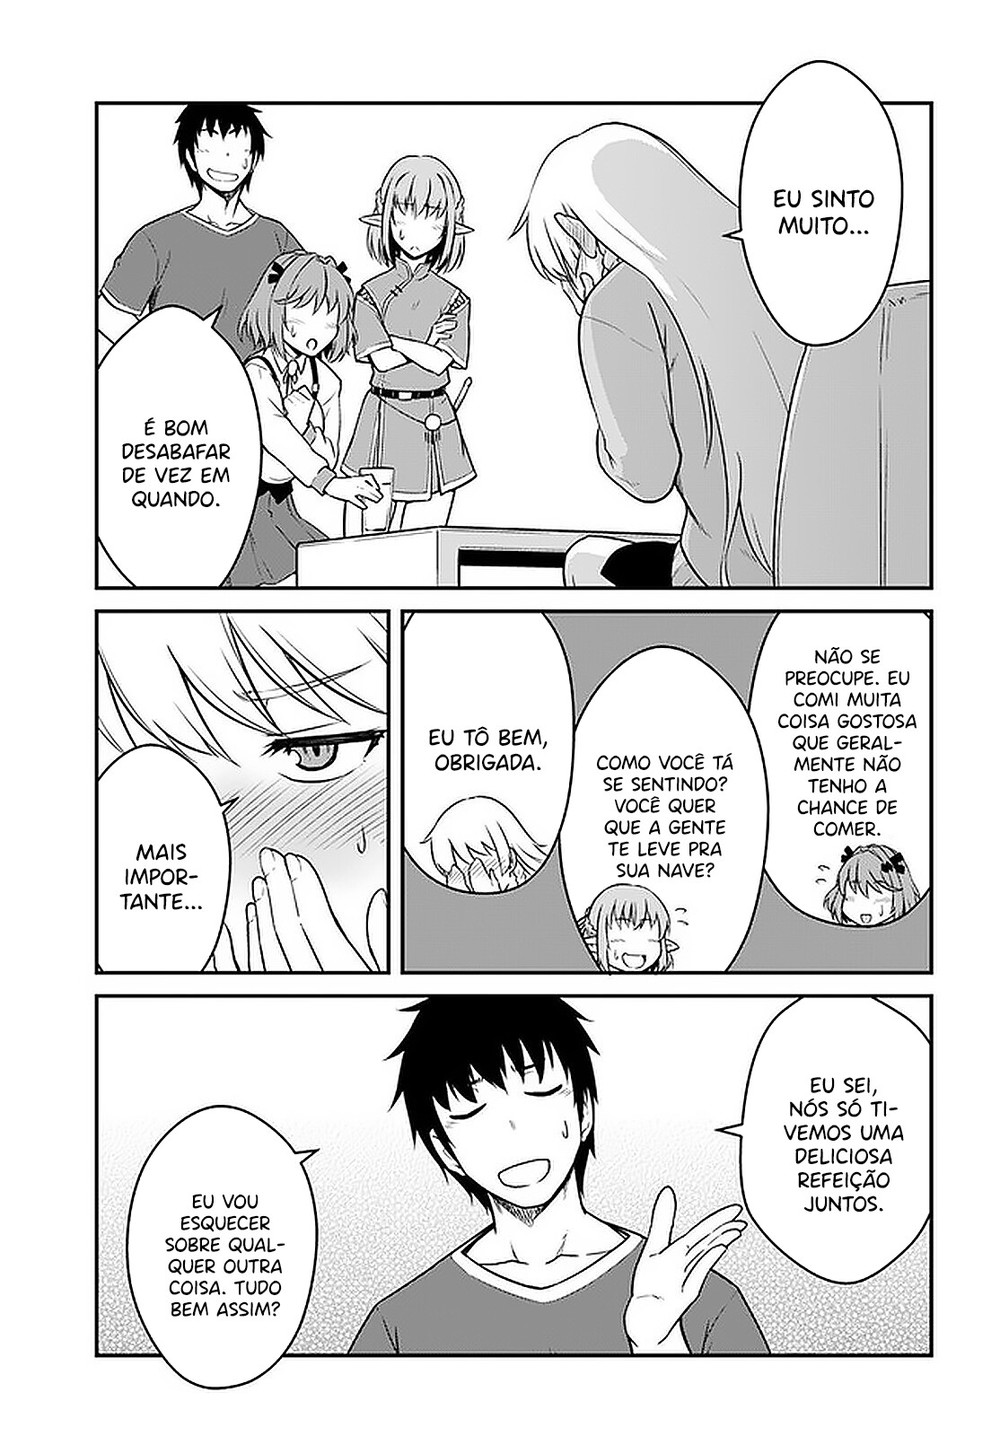 EU SINTO
MUITO...
É BOM
DESABAFAR
DE VEZ EM
QUANDO.
NÃO SE
PREOCUPE. EU
COMI MUITA
COISA GOSTOSA
QUE GERAL-
MENTE NÃO
TENHO A
CHANCE DE
COMER.
COMO VOCÊ TÁ
SE SENTINDO?
VOCÊ QUER
QUE A GENTE
TE LEVE PRA
SUA NAVE?
EU TÔ BEM,
OBRIGADA.
MAIS
IMPOR-
TANTE...
EU SEI,
NÓS SÓ TI-
VEMOS UMA
DELICIOSA
REFEIÇÃO
JUNTOS.
EU VOU
ESQUECER
SOBRE QUAL-
QUER OUTRA
COISA. TUDO
BEM ASSIM?